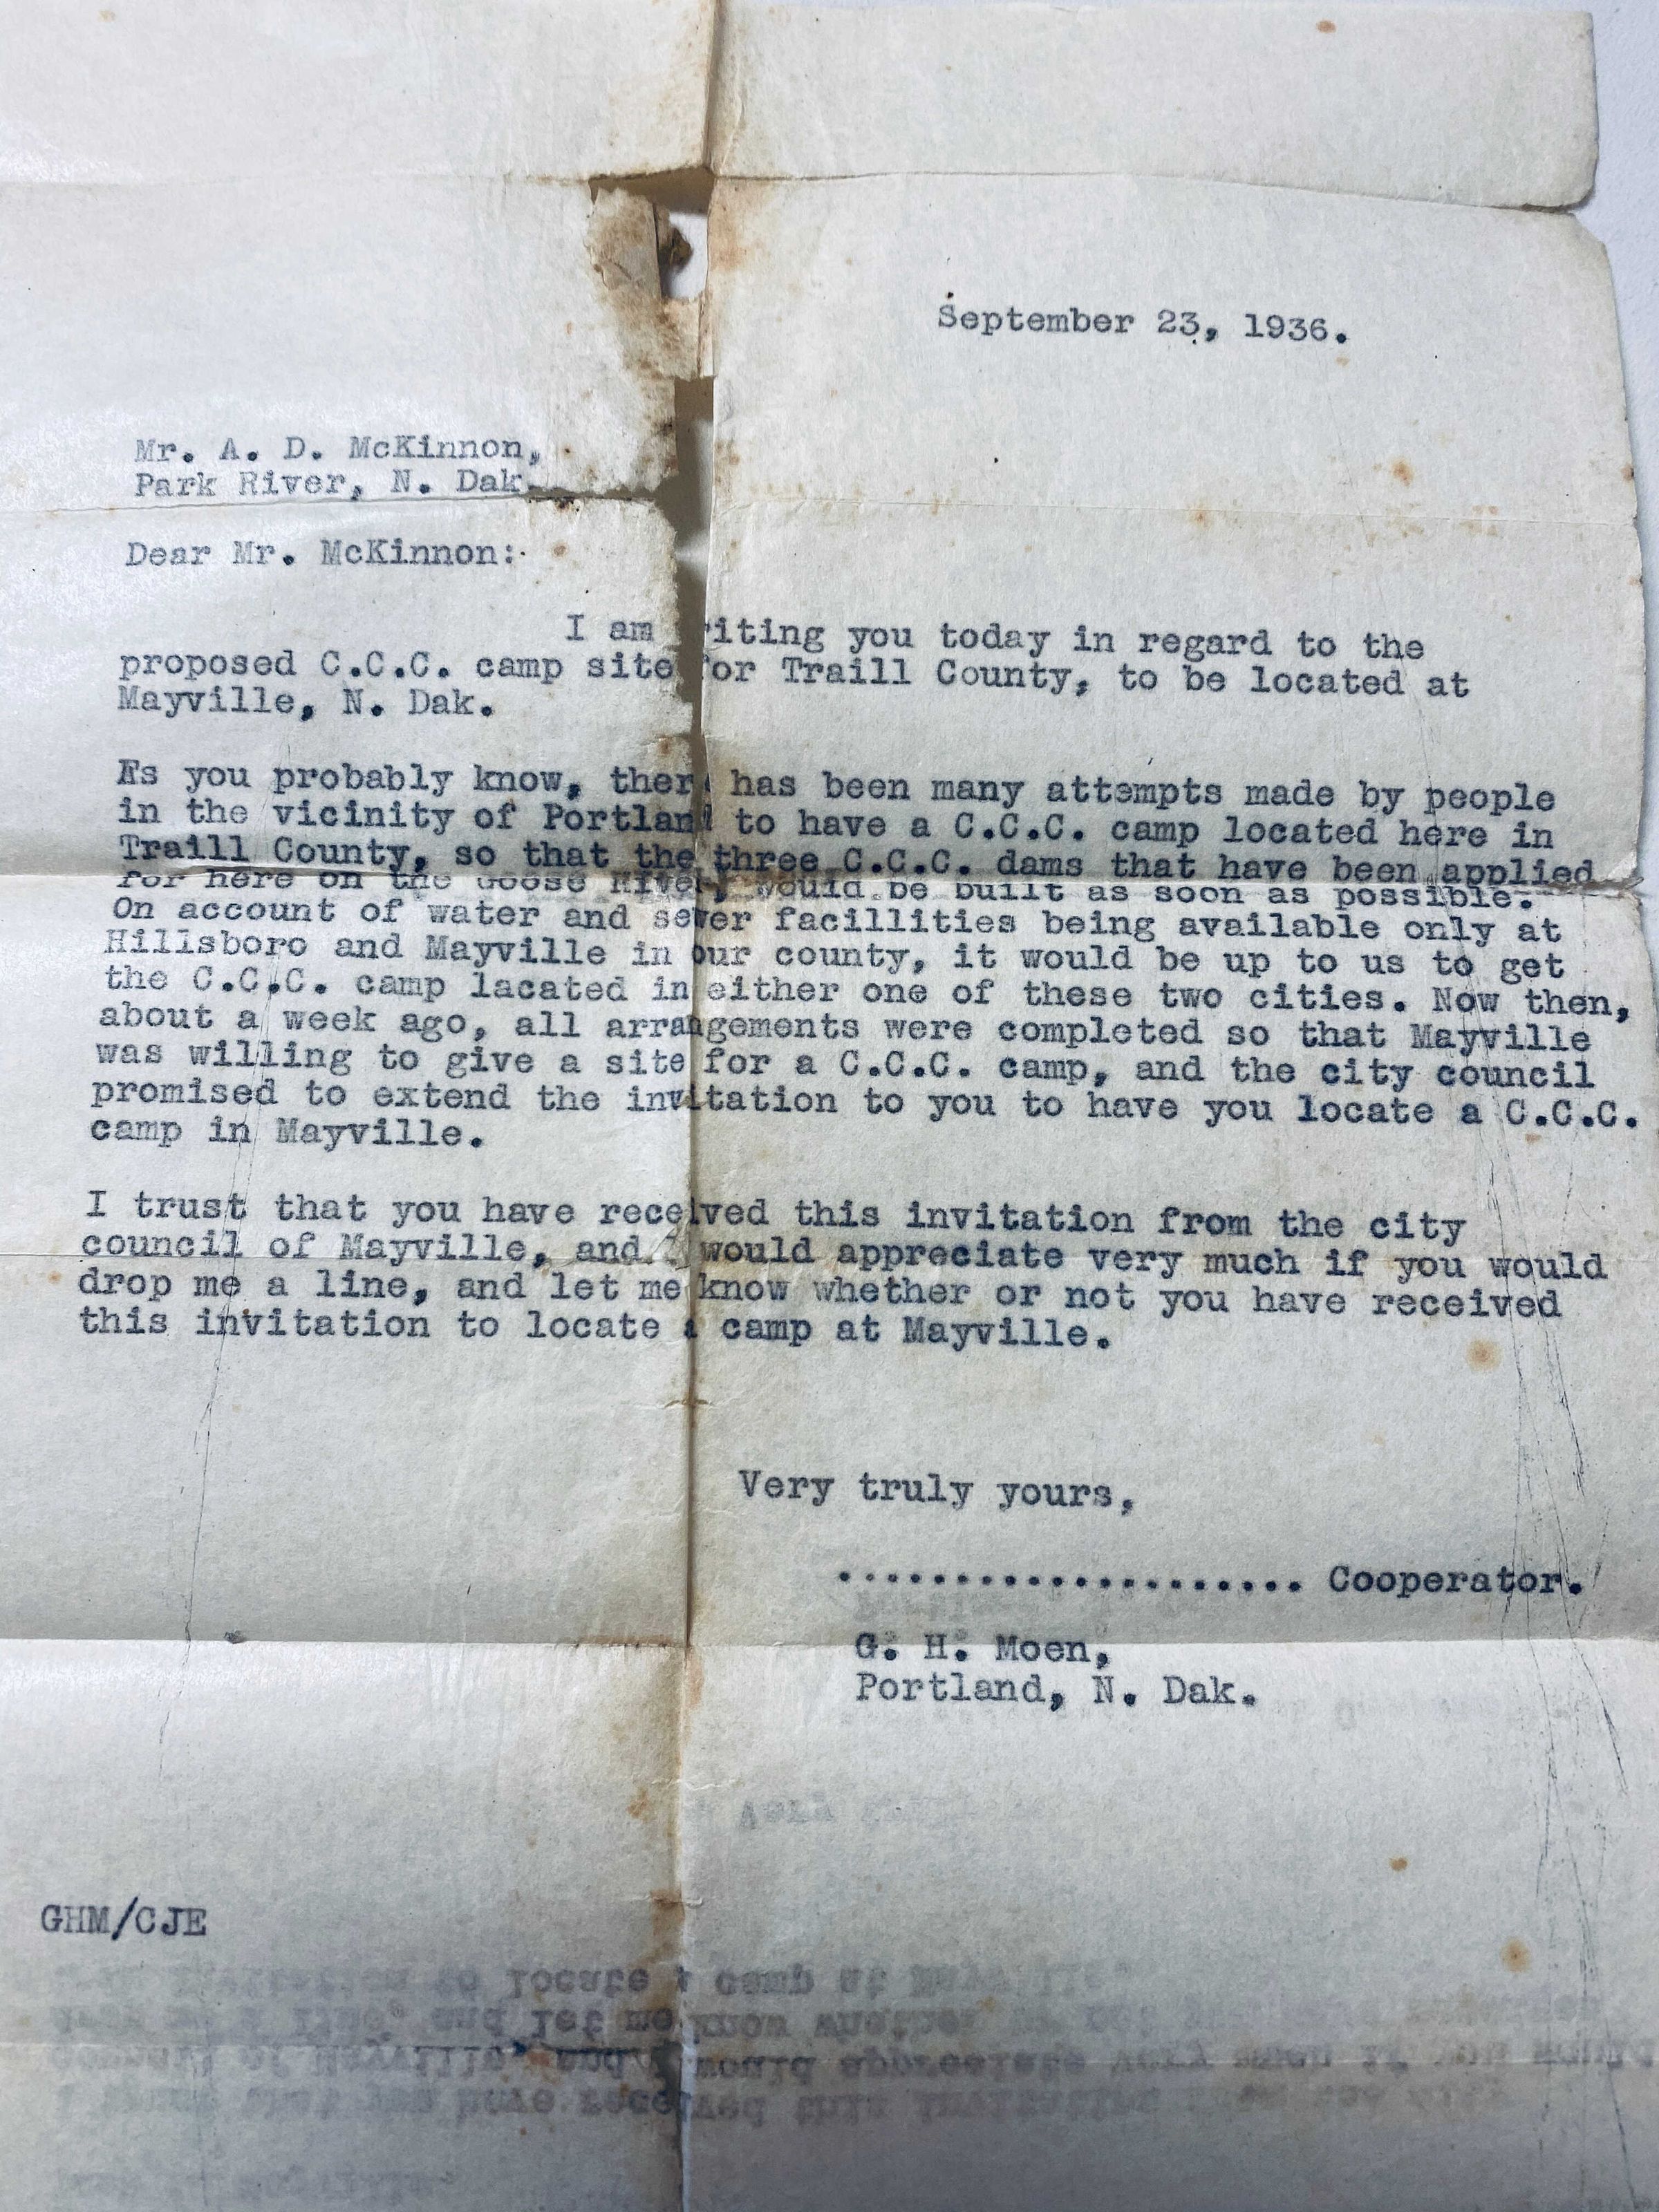 September 23, 1936.
Mr. A. D. McKinnon,
Park River, N. Dak.
Dear Mr. McKinnon:
I am riting you today in regard to the
proposed C.C.C. camp site for Traill County, to be located at
Mayville, N. Dak.
As you probably know, there has been many attempts made by people
in the vicinity of Portland to have a C.C.C. camp located here in
Traill County, so that the three C.C.C. dams that have been applied
for here on the Goose River, would be built as soon as possible.
On account of water and sewer facillities being available only at
Hillsboro and Mayville in our county, it would be up to us to get
the C.C.C. camp lacated in either one of these two cities. Now then,
about a week ago, all arrangements were completed so that Mayville
was willing to give a site for a C.C.C. camp, and the city council
promised to extend the invitation to you to have you locate a C.C.C.
camp in Mayville.
I trust that you have received this invitation from the city
council of Mayville, and I would appreciate very much if you would
drop me a line, and let me know whether or not you have received
this invitation to locate a camp at Mayville.
Very truly yours,
..................... Cooperator.
G. H. Moen,
Portland, N. Dak.
GHM/CJE